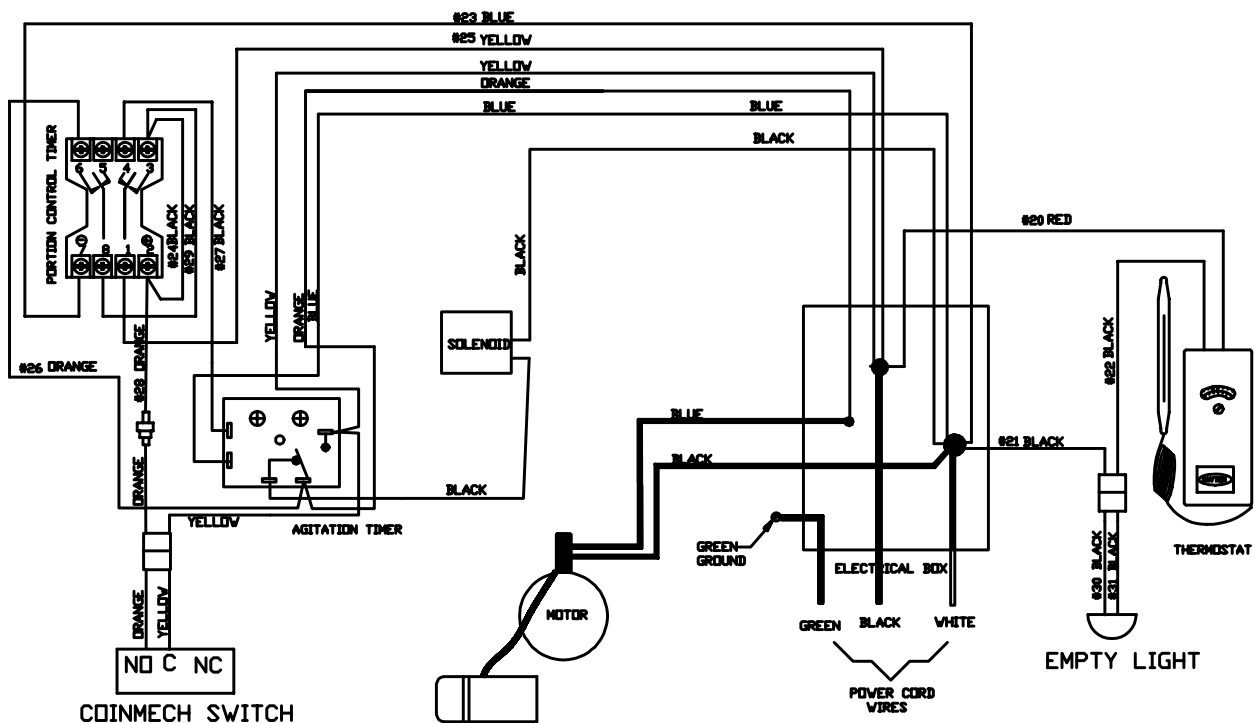 #23 BLUE
#25 YELLOW
YELLOW
ORANGE
BLUE
BLUE
BLACK
PORTION CONTROL TIMER
6 5 4 3
7 8 1 2
#24BLACK
#29 BLACK
#27 BLACK
#20 RED
BLACK
YELLOW
ORANGE
BLUE
SOLENOID
#26 ORANGE
#28 ORANGE
#22 BLACK
BLUE
#21 BLACK
BLACK
BLACK
ORANGE
YELLOW
AGITATION TIMER
GREEN
GROUND
THERMOSTAT
ELECTRICAL BOX
#30 BLACK
#31 BLACK
ORANGE
YELLOW
MOTOR
GREEN
BLACK
WHITE
NO C NC
EMPTY LIGHT
POWER CORD
WIRES
COINMECH SWITCH